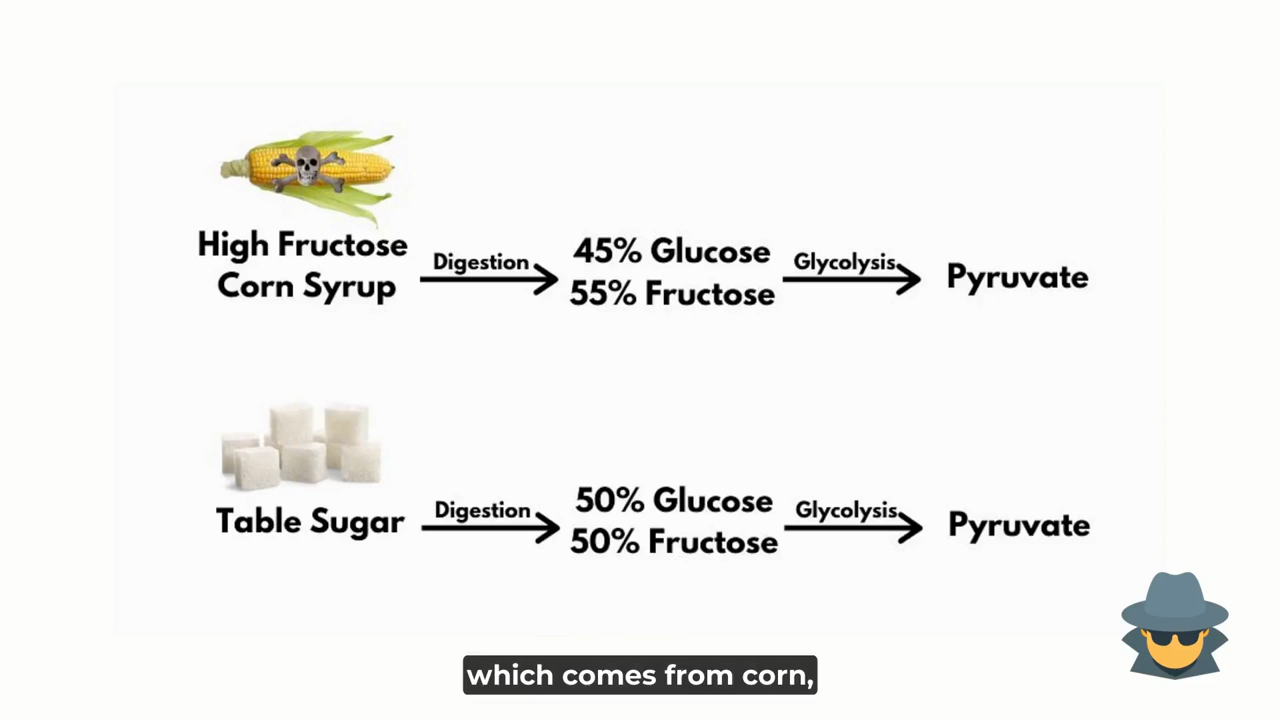 High Fructose
Corn Syrup
Digestion
45% Glucose
55% Fructose
Glycolysis
Pyruvate
Table Sugar
Digestion
50% Glucose
50% Fructose
Glycolysis
Pyruvate
which comes from corn,